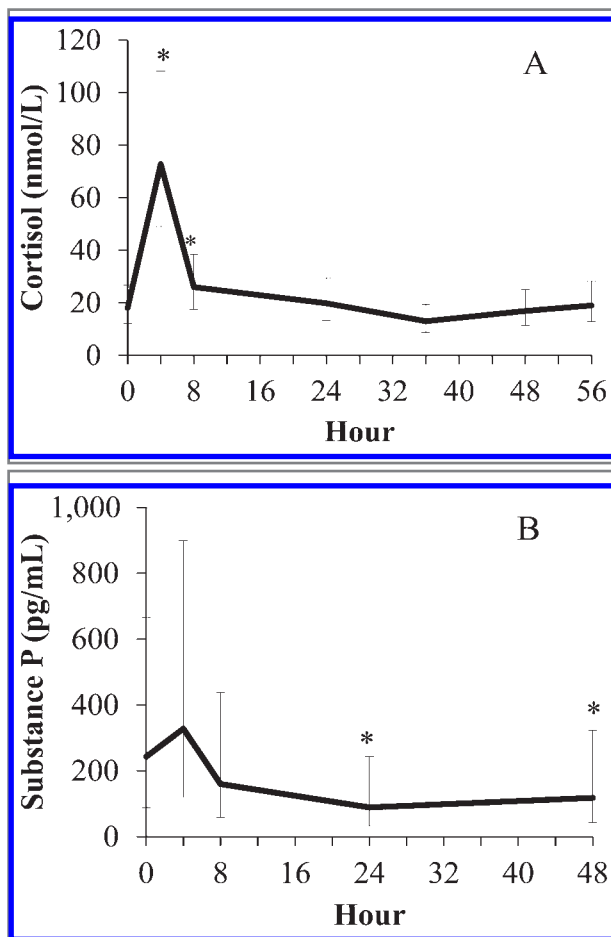 A
Cortisol (nmol/L)
120
*
100
80
60
*
40
20
0
0 8 16 24 32 40 48 56
Hour
B
Substance P (pg/mL)
1,000
800
600
400
* *
200
0
0 8 16 24 32 40 48
Hour